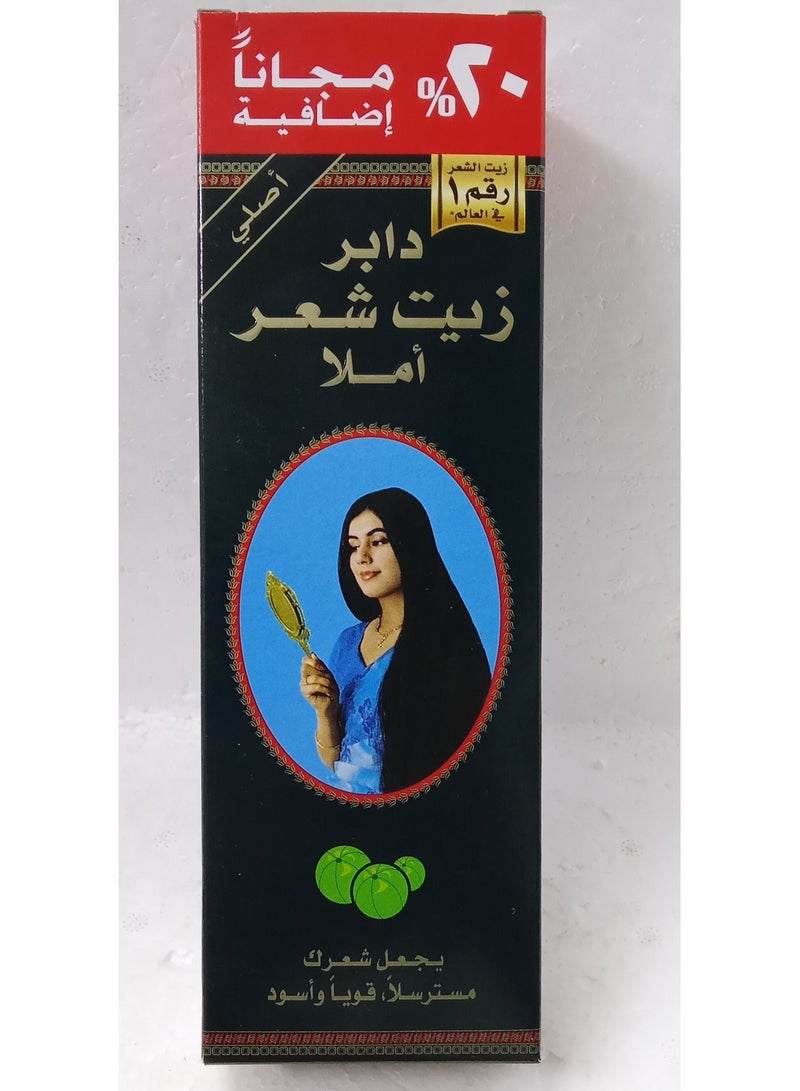 ٢٠% مجاناً
إضافية
أصلي
زيت الشعر
رقم ١
في العالم*
دابر
زيت شعر
أملا
يجعل شعرك
مسترسلاً، قوياً وأسود